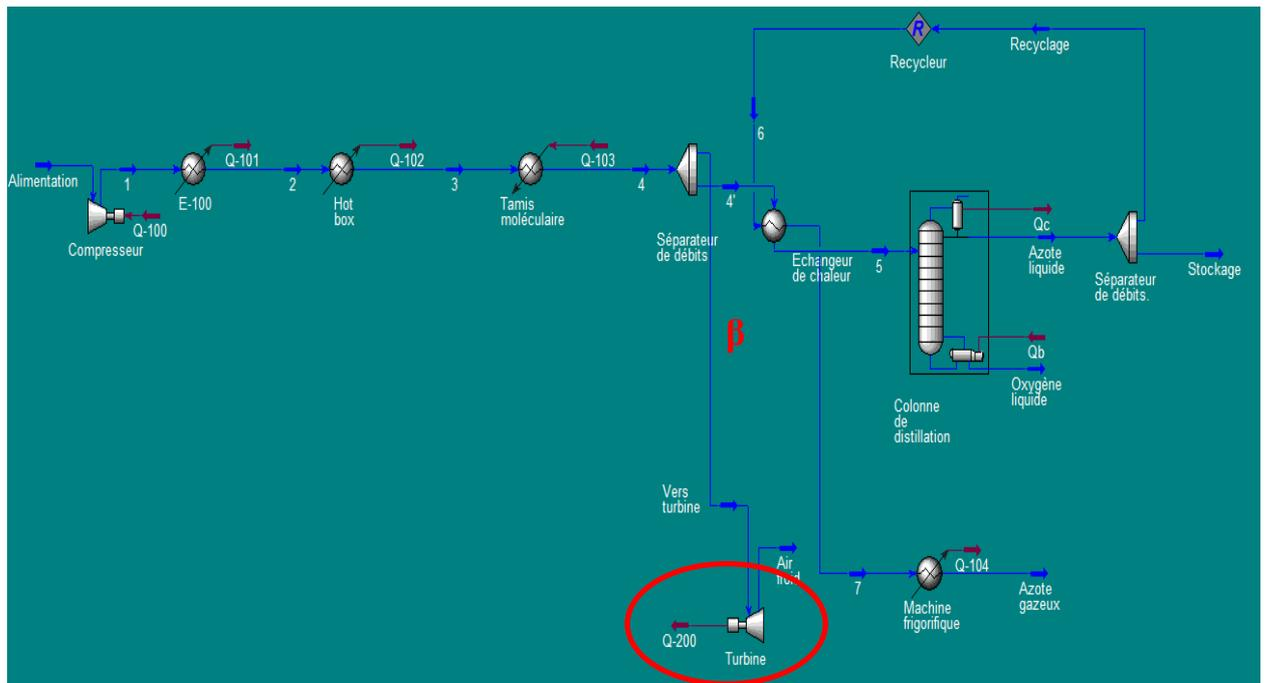 R
Recycleur
Recyclage
6
Alimentation
1
Compresseur
Q-100
Q-101
E-100
2
Q-102
Hot
box
3
Q-103
Tamis
moléculaire
4
4'
Séparateur
de débits
Echangeur
de chaleur
5
Qc
Azote
liquide
Séparateur
de débits.
Stockage
Qb
Oxygène
liquide
Colonne
de
distillation
β
Vers
turbine
Air
froid
Q-200
Turbine
7
Q-104
Machine
frigorifique
Azote
gazeux